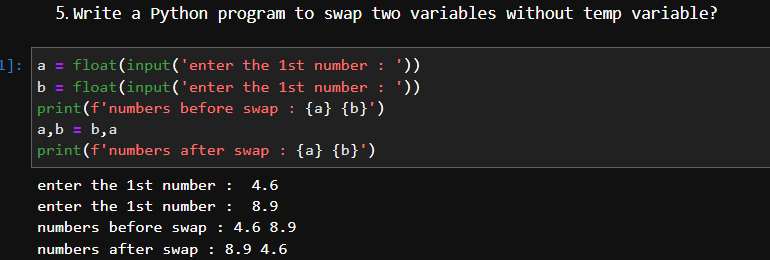 5. Write a Python program to swap two variables without temp variable?
1]: a = float(input('enter the 1st number : '))
b = float(input('enter the 1st number : '))
print(f'numbers before swap : {a} {b}')
a,b = b,a
print(f'numbers after swap : {a} {b}')
enter the 1st number :  4.6
enter the 1st number :  8.9
numbers before swap : 4.6 8.9
numbers after swap : 8.9 4.6